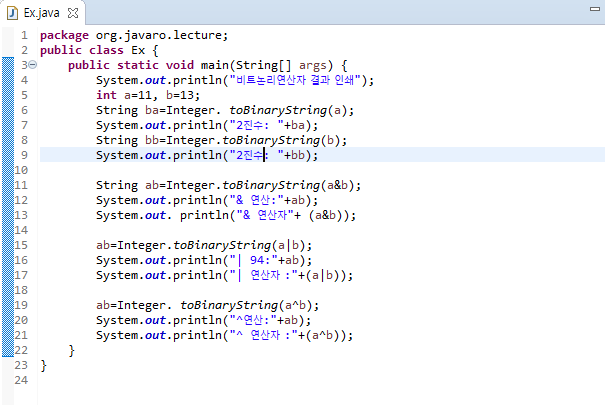 Ex.java
1 package org.javaro.lecture;
2 public class Ex {
3 public static void main(String[] args) {
4 System.out.println("비트논리연산자 결과 인쇄");
5 int a=11, b=13;
6 String ba=Integer. toBinaryString(a);
7 System.out.println("2진수: "+ba);
8 String bb=Integer.toBinaryString(b);
9 System.out.println("2진수: "+bb);
10
11 String ab=Integer.toBinaryString(a&b);
12 System.out.println("& 연산:"+ab);
13 System.out. println("& 연산자"+ (a&b));
14
15 ab=Integer.toBinaryString(a|b);
16 System.out.println("| 94:"+ab);
17 System.out.println("| 연산자 :"+(a|b));
18
19 ab=Integer. toBinaryString(a^b);
20 System.out.println("^연산:"+ab);
21 System.out.println("^ 연산자 :"+(a^b));
22 }
23 }
24